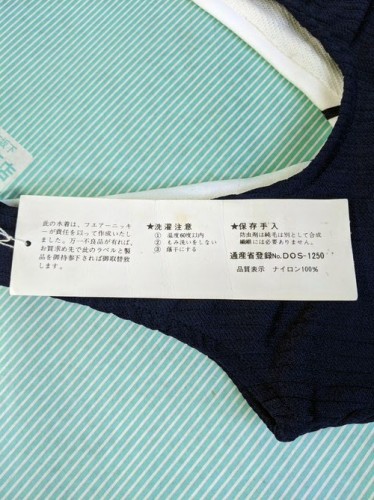 此の水着は、フエアーニッキ
ーが責任を以って作成いたし
ました。万一不良品が有れば、
お買求め先で此のラベルと製
品を御持参下されば御取替致
します。
★洗濯注意
① 温度60度以内
② もみ洗いをしない
③ 陰干にする
★保存手入
防虫剤は純毛は別として合成
繊維には必要ありません。
通産省登録No.DOS-1250
品質表示 ナイロン100%